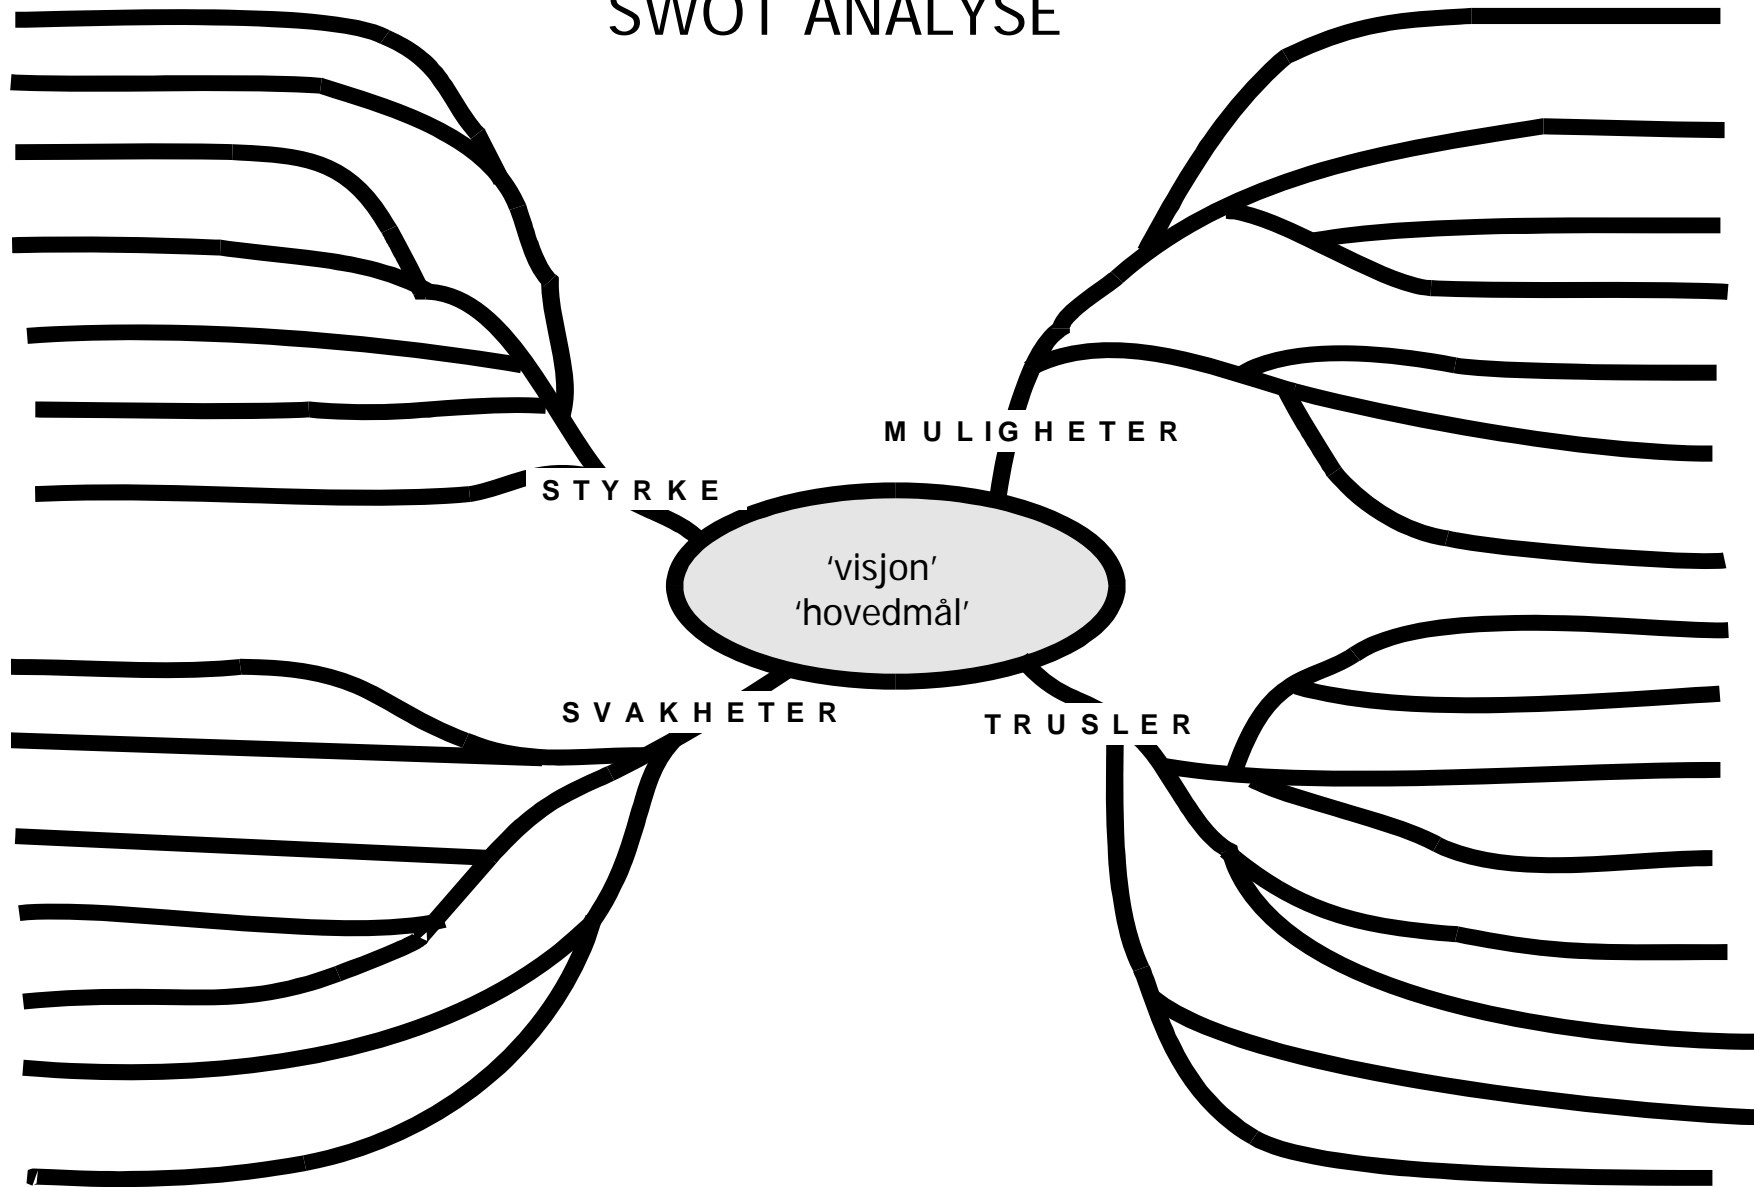 SWOT ANALYSE
MULIGHETER
STYRKE
‘visjon’
‘hovedmål’
SVAKHETER
TRUSLER